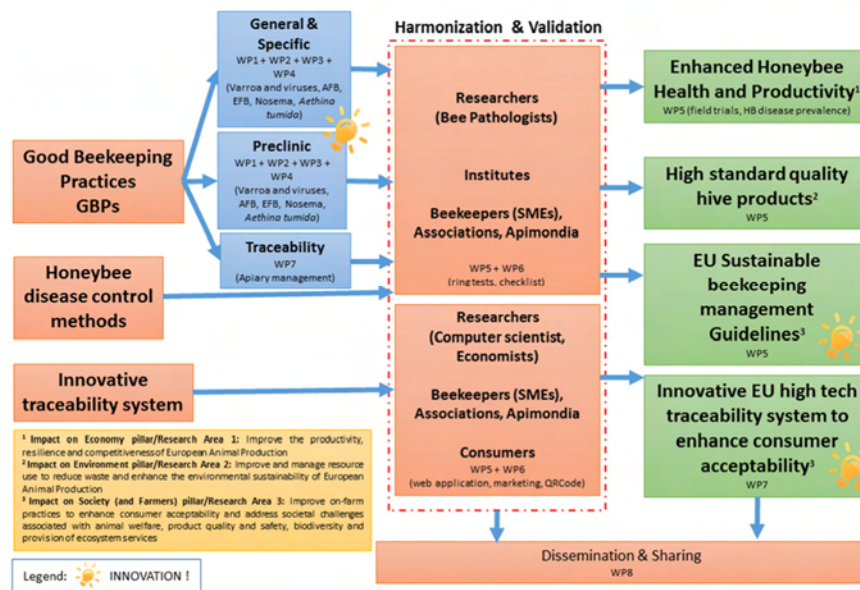 Good Beekeeping
Practices
GBPs
Honeybee
disease control
methods
Innovative
traceability system
General &
Specific
WP1 + WP2 + WP3 +
WP4
(Varroa and viruses, AFB,
EFB, Nosema, Aethina
tumida)
Preclinic
WP1 + WP2 + WP3 +
WP4
(Varroa and viruses,
AFB, EFB, Nosema,
Aethina tumida)
Traceability
WP7
(Apiary management)
Harmonization & Validation
Researchers
(Bee Pathologists)
Institutes
Beekeepers (SMEs),
Associations, Apimondia
WP5 + WP6
(ring tests, checklist)
Researchers
(Computer scientist,
Economists)
Beekeepers (SMEs),
Associations, Apimondia
Consumers
WP5 + WP6
(web application, marketing, QRCode)
Enhanced Honeybee
Health and Productivity¹
WP5 (field trials, HB disease prevalence)
High standard quality
hive products²
WP5
EU Sustainable
beekeeping
management
Guidelines³
WP5
Innovative EU high tech
traceability system to
enhance consumer
acceptability³
WP7
Dissemination & Sharing
WP8
¹ Impact on Economy pillar/Research Area 1: Improve the productivity,
resilience and competitiveness of European Animal Production
² Impact on Environment pillar/Research Area 2: Improve and manage resource
use to reduce waste and enhance the environmental sustainability of European
Animal Production
³ Impact on Society (and Farmers) pillar/Research Area 3: Improve on-farm
practices to enhance consumer acceptability and address societal challenges
associated with animal welfare, product quality and safety, biodiversity and
provision of ecosystem services
Legend: INNOVATION !